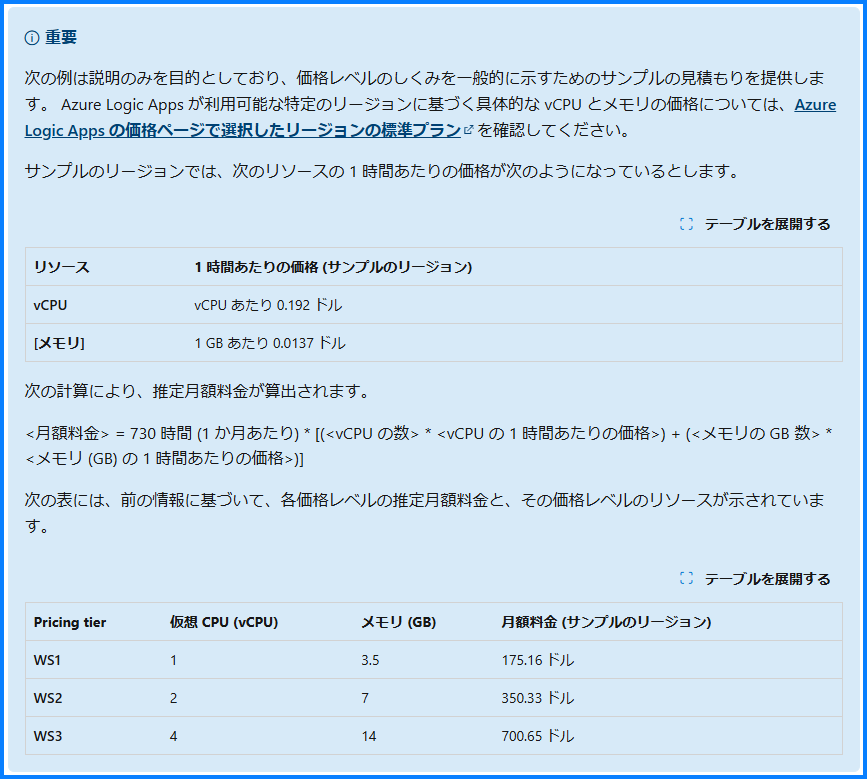 重要
次の例は説明のみを目的としており、価格レベルのしくみを一般的に示すためのサンプルの見積もりを提供しま
す。 Azure Logic Apps が利用可能な特定のリージョンに基づく具体的な vCPU とメモリの価格については、Azure
Logic Apps の価格ページで選択したリージョンの標準プラン を確認してください。
サンプルのリージョンでは、次のリソースの 1 時間あたりの価格が次のようになっているとします。
テーブルを展開する
リソース 1 時間あたりの価格 (サンプルのリージョン)
vCPU vCPU あたり 0.192 ドル
[メモリ] 1 GB あたり 0.0137 ドル
次の計算により、推定月額料金が算出されます。
<月額料金> = 730 時間 (1 か月あたり) * [(<vCPU の数> * <vCPU の 1 時間あたりの価格>) + (<メモリの GB 数> *
<メモリ (GB) の 1 時間あたりの価格>)]
次の表には、前の情報に基づいて、各価格レベルの推定月額料金と、その価格レベルのリソースが示されていま
す。
テーブルを展開する
Pricing tier 仮想 CPU (vCPU) メモリ (GB) 月額料金 (サンプルのリージョン)
WS1 1 3.5 175.16 ドル
WS2 2 7 350.33 ドル
WS3 4 14 700.65 ドル